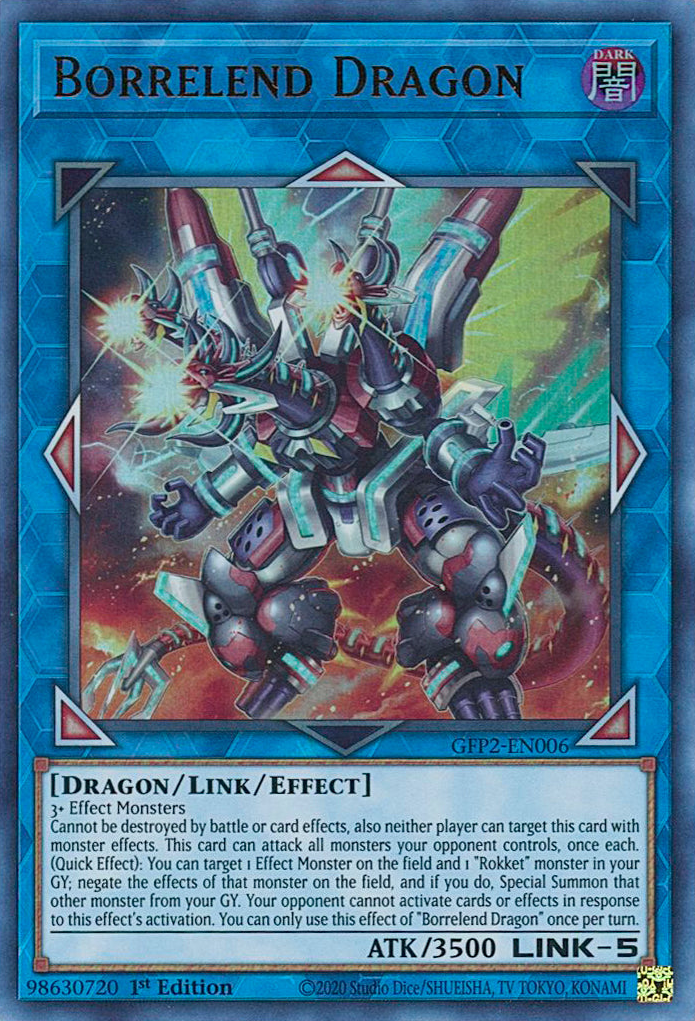 BORRELEND DRAGON
DARK
闇
GFP2-EN006
[DRAGON/LINK/EFFECT]
3+ Effect Monsters
Cannot be destroyed by battle or card effects, also neither player can target this card with
monster effects. This card can attack all monsters your opponent controls, once each.
(Quick Effect): You can target 1 Effect Monster on the field and 1 "Rokket" monster in your
GY; negate the effects of that monster on the field, and if you do, Special Summon that
other monster from your GY. Your opponent cannot activate cards or effects in response
to this effect's activation. You can only use this effect of "Borrelend Dragon" once per turn.
ATK/3500 LINK-5
98630720 1st Edition ©2020 Studio Dice/SHUEISHA, TV TOKYO, KONAMI